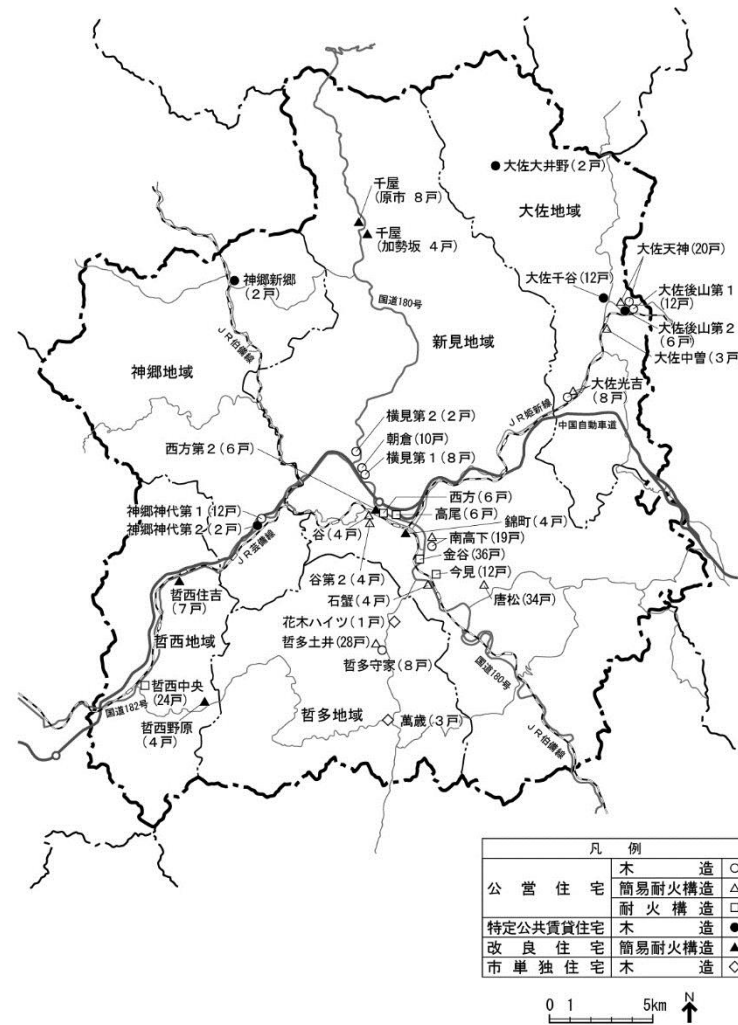 大佐大井野(2戸)
大佐地域
千屋
(原市 8戸)
千屋
(加勢坂 4戸)
大佐天神(20戸)
大佐千谷(12戸)
大佐後山第1
(12戸)
大佐後山第2
(6戸)
大佐中曽(3戸
神郷新郷
(2戸)
国道180号
JR伯備線
新見地域
神郷地域
大佐光吉
(8戸)
JR姫新線
中国自動車道
横見第2(2戸)
朝倉(10戸)
横見第1(8戸)
西方第2(6戸)
西方(6戸)
高尾(6戸)
神郷神代第1(12戸)
神郷神代第2(2戸)
谷(4戸)
錦町(4戸)
南高下(19戸)
金谷(36戸)
JR芸備線
谷第2(4戸)
今見(12戸)
石蟹(4戸)
唐松(34戸)
哲西住吉
(7戸)
花木ハイツ(1戸)
哲西地域
哲多土井(28戸)
哲多守家(8戸)
国道180号
哲西中央
(24戸)
国道182号
哲西野原
(4戸)
哲多地域
萬歳(3戸)
JR伯備線
凡 例
公営住宅 木造 ○
簡易耐火構造 △
耐火構造 □
特定公共賃貸住宅 木造 ●
改良住宅 簡易耐火構造 ▲
市単独住宅 木造 ◇
0 1 5km N